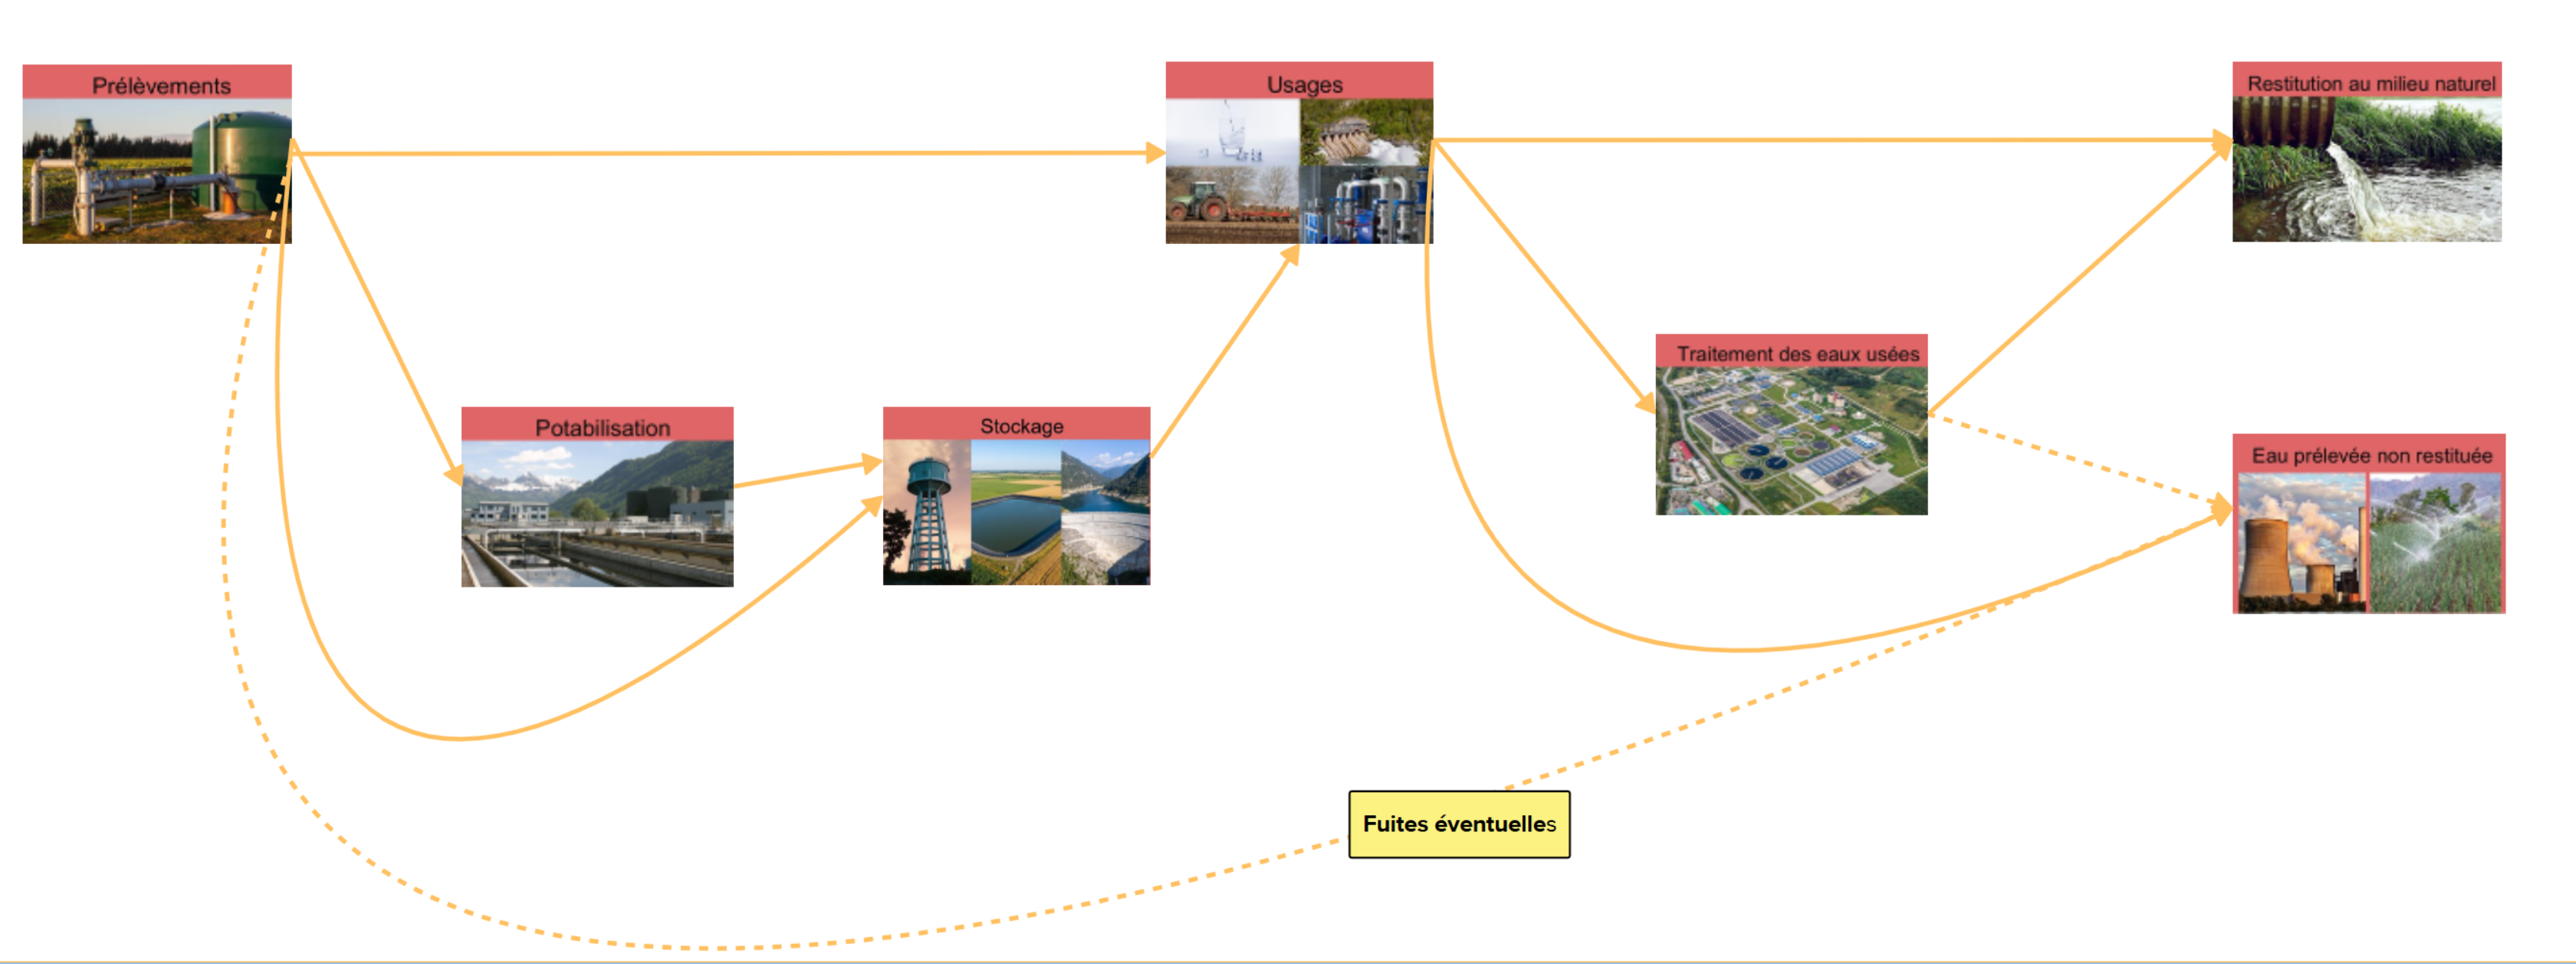 Prélèvements
Usages
Restitution au milieu naturel
Traitement des eaux usées
Potabilisation
Stockage
Eau prélevée non restituée
Fuites éventuelles